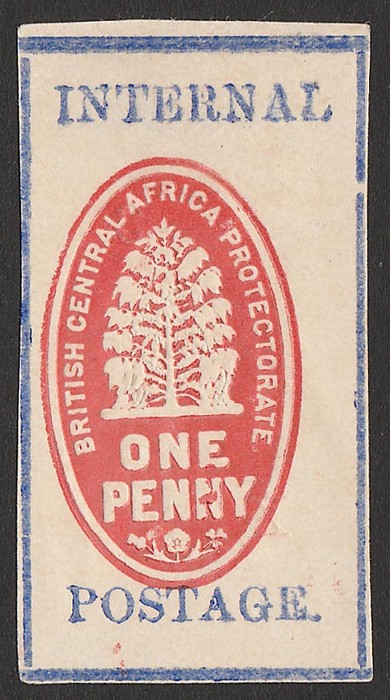 INTERNAL
BRITISH CENTRAL AFRICA PROTECTORATE
ONE
PENNY
POSTAGE.